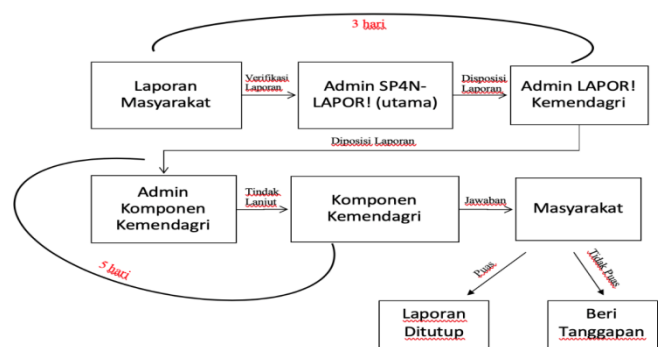 3 hari
Laporan
Masyarakat
Verifikasi
Laporan
Admin SP4N-
LAPOR! (utama)
Disposisi
Laporan
Admin LAPOR!
Kemendagri
Diposisi Laporan
Admin
Komponen
Kemendagri
Tindak
Lanjut
Komponen
Kemendagri
Jawaban
Masyarakat
5 hari
Puas
Tidak Puas
Laporan
Ditutup
Beri
Tanggapan